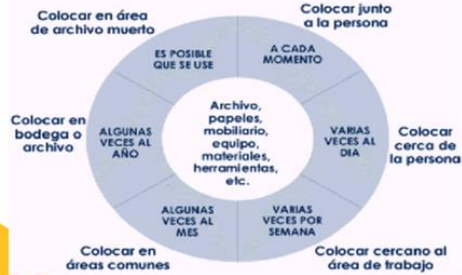 Colocar en área
de archivo muerto
Colocar junto
a la persona
ES POSIBLE
QUE SE USE
A CADA
MOMENTO
Colocar en
bodega o
archivo
ALGUNAS
VECES AL
AÑO
Archivo,
papeles,
mobiliario,
equipo,
materiales,
herramientas,
etc.
VARIAS
VECES AL
DIA
Colocar
cerca de
la persona
ALGUNAS
VECES AL
MES
VARIAS
VECES POR
SEMANA
Colocar en
áreas comunes
Colocar cercano al
área de trabajo